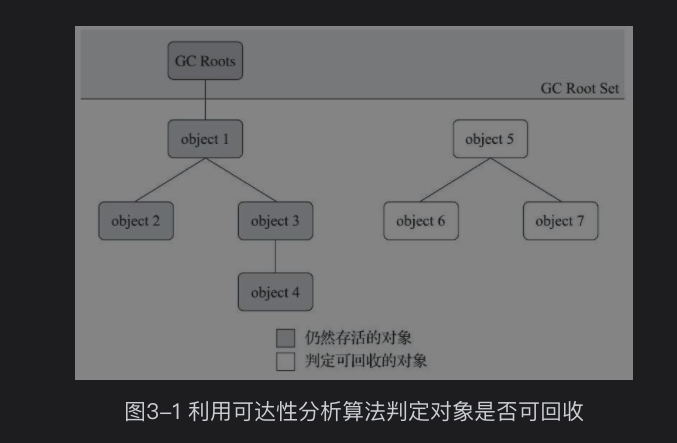 GC Roots
GC Root Set
object 1
object 5
object 2
object 3
object 6
object 7
object 4
仍然存活的对象
判定可回收的对象
图3–1 利用可达性分析算法判定对象是否可回收